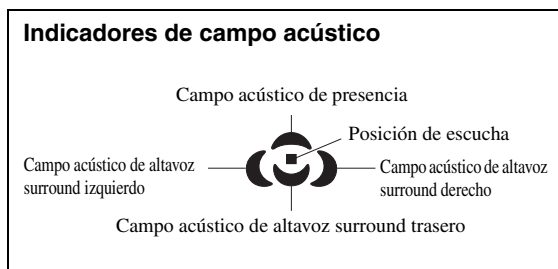 Indicadores de campo acústico
Campo acústico de presencia
Posición de escucha
Campo acústico de altavoz
surround izquierdo
Campo acústico de altavoz
surround derecho
Campo acústico de altavoz surround trasero